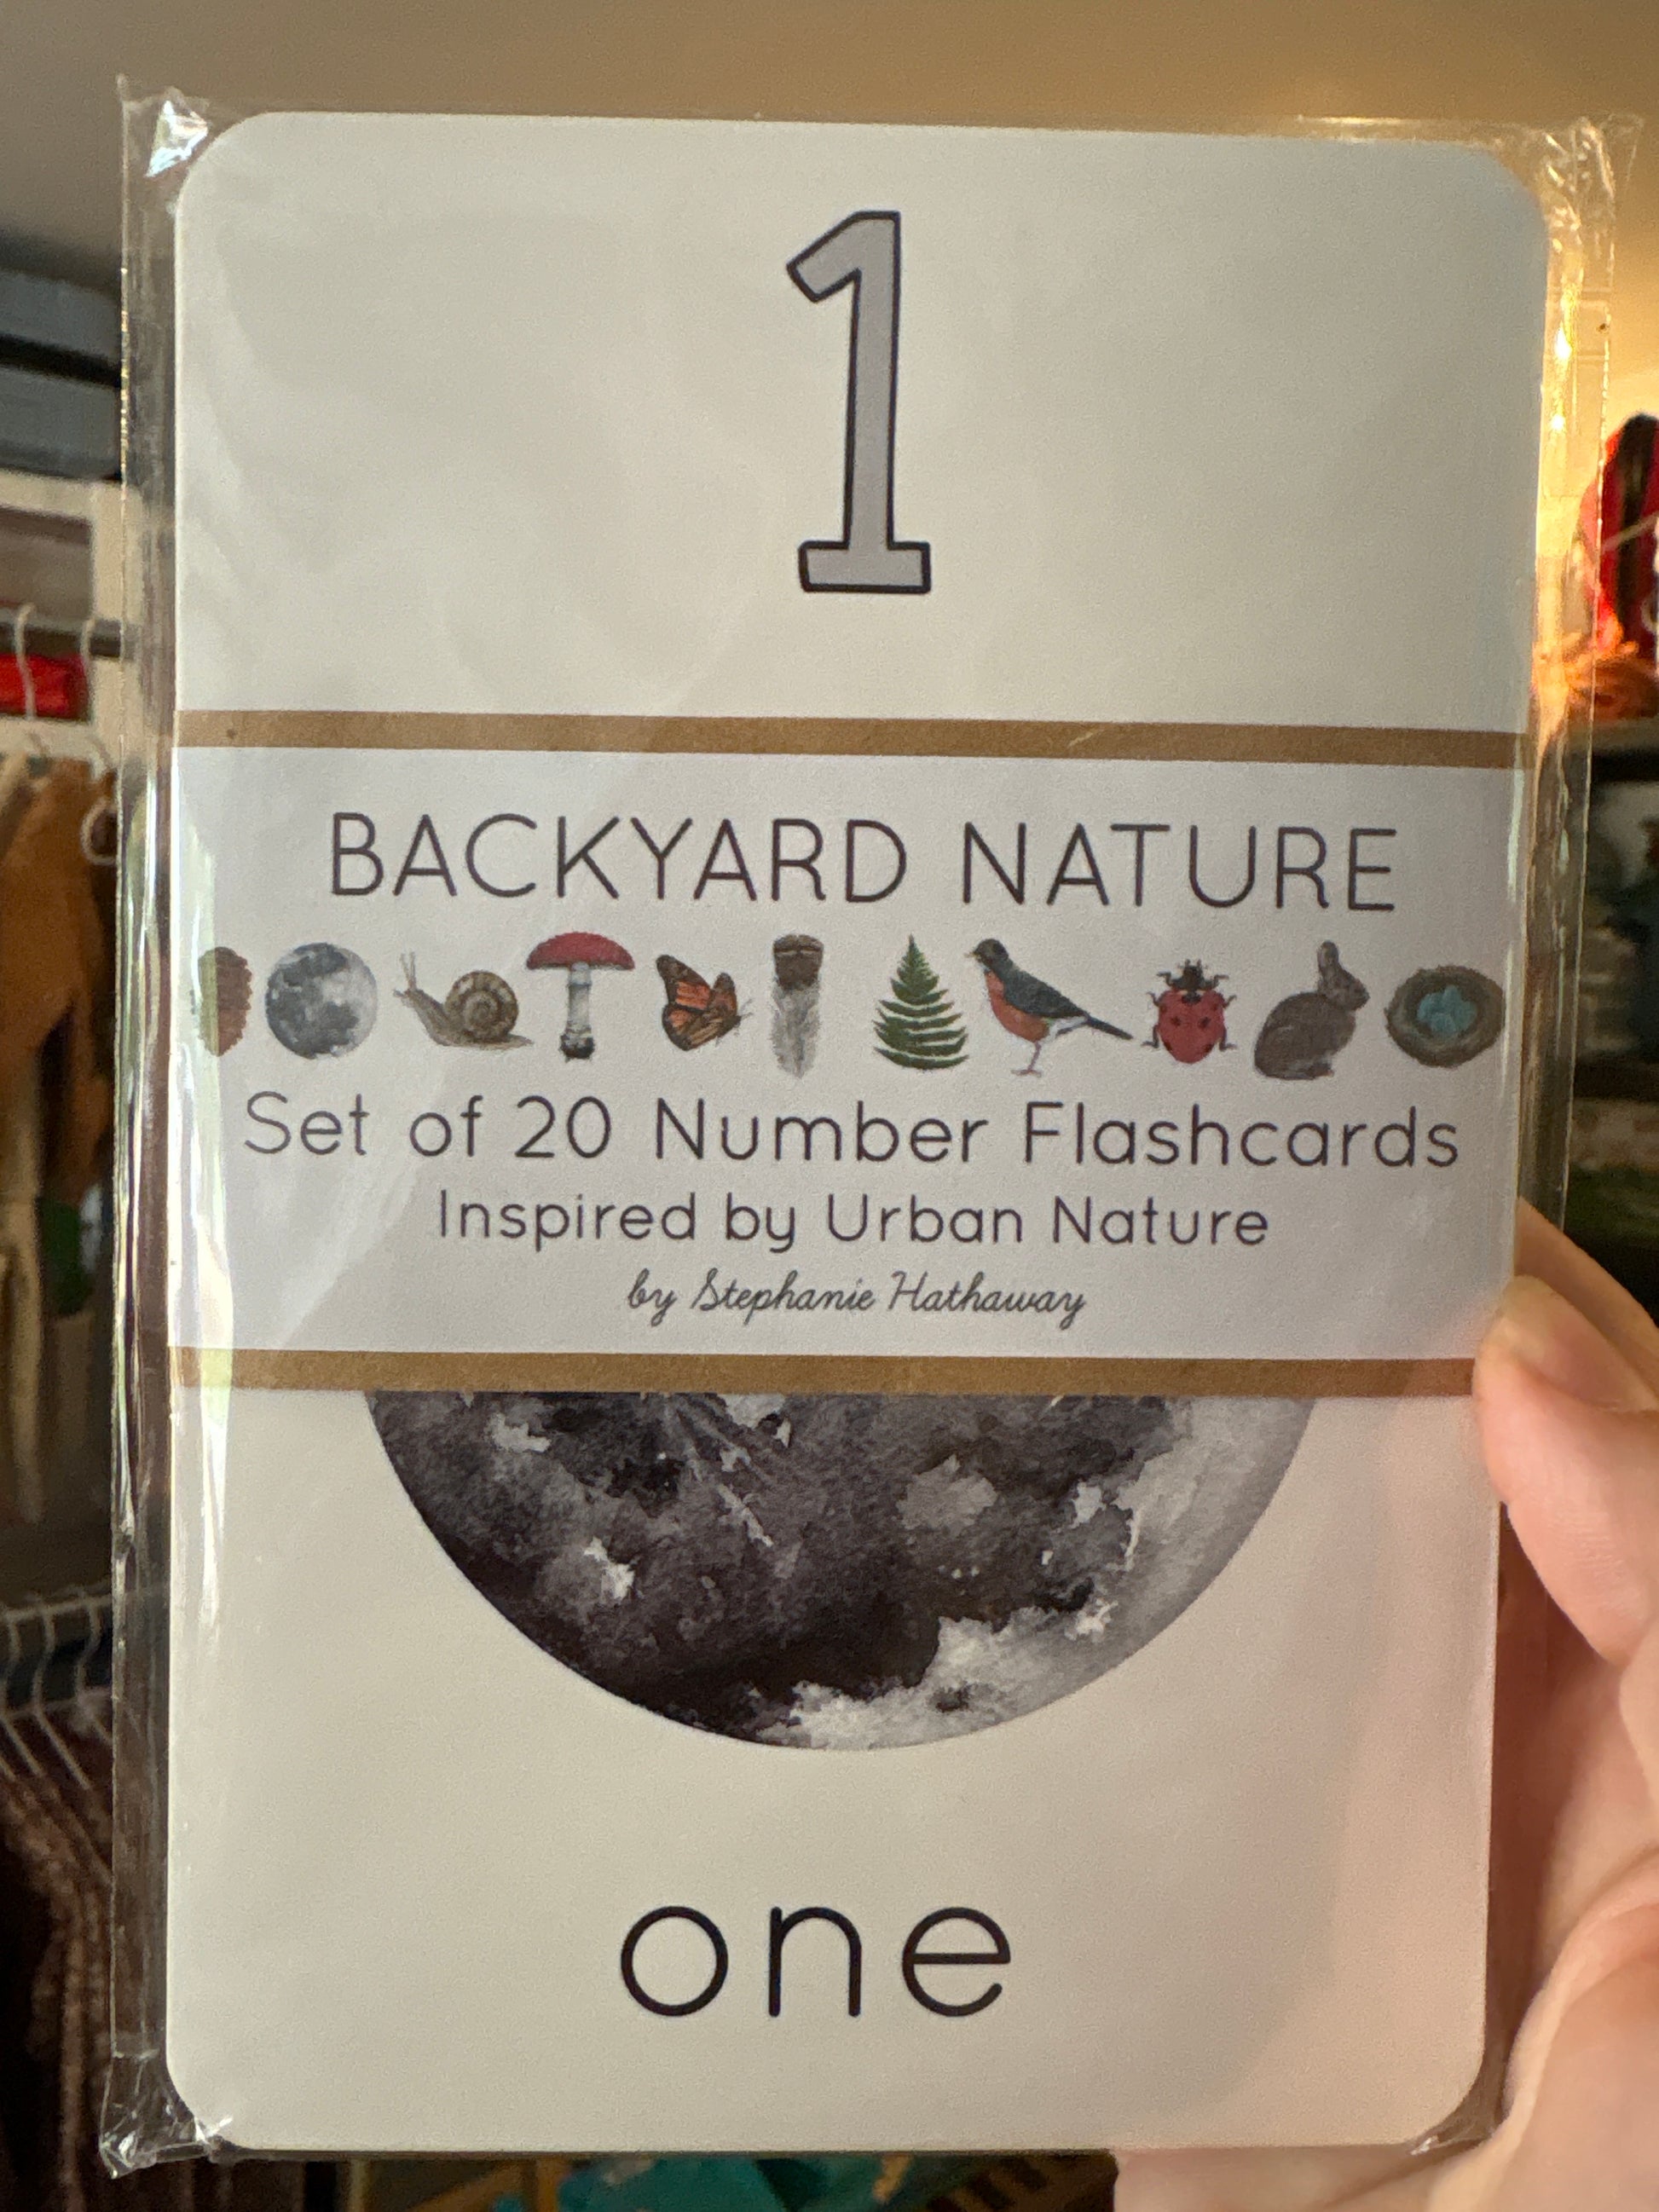 1
BACKYARD NATURE
Set of 20 Number Flashcards
Inspired by Urban Nature
by Stephanie Hathaway
one